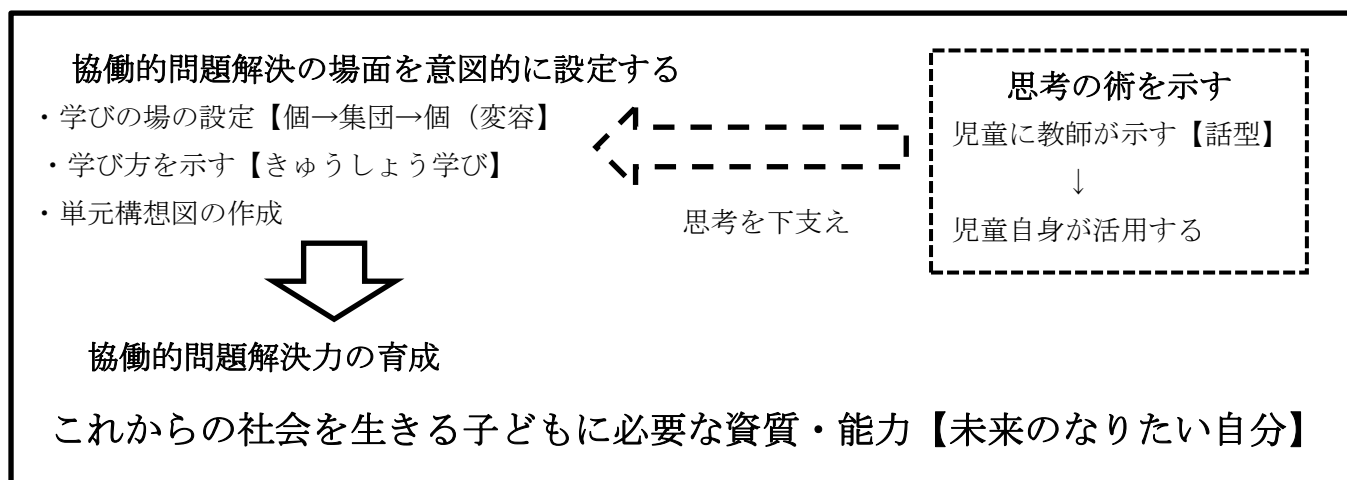 協働的問題解決の場面を意図的に設定する
・学びの場の設定【個→集団→個（変容】
・学び方を示す【きゅうしょう学び】
・単元構想図の作成
思考を下支え
思考の術を示す
児童に教師が示す【話型】
↓
児童自身が活用する
協働的問題解決力の育成
これからの社会を生きる子どもに必要な資質・能力【未来のなりたい自分】